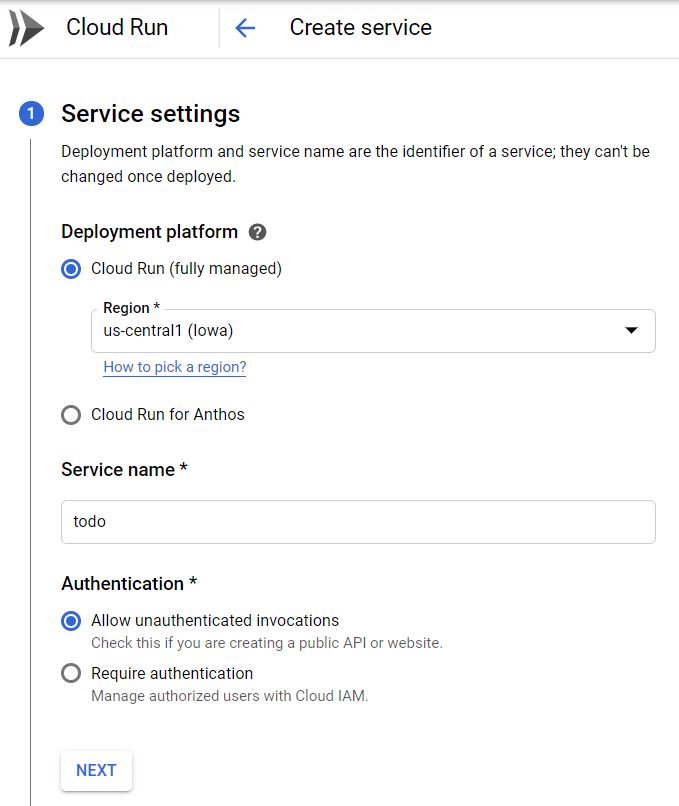 Cloud Run
Create service
1
Service settings
Deployment platform and service name are the identifier of a service; they can't be
changed once deployed.
Deployment platform ?
Cloud Run (fully managed)
Region *
us-central1 (Iowa)
How to pick a region?
Cloud Run for Anthos
Service name *
todo
Authentication *
Allow unauthenticated invocations
Check this if you are creating a public API or website.
Require authentication
Manage authorized users with Cloud IAM.
NEXT